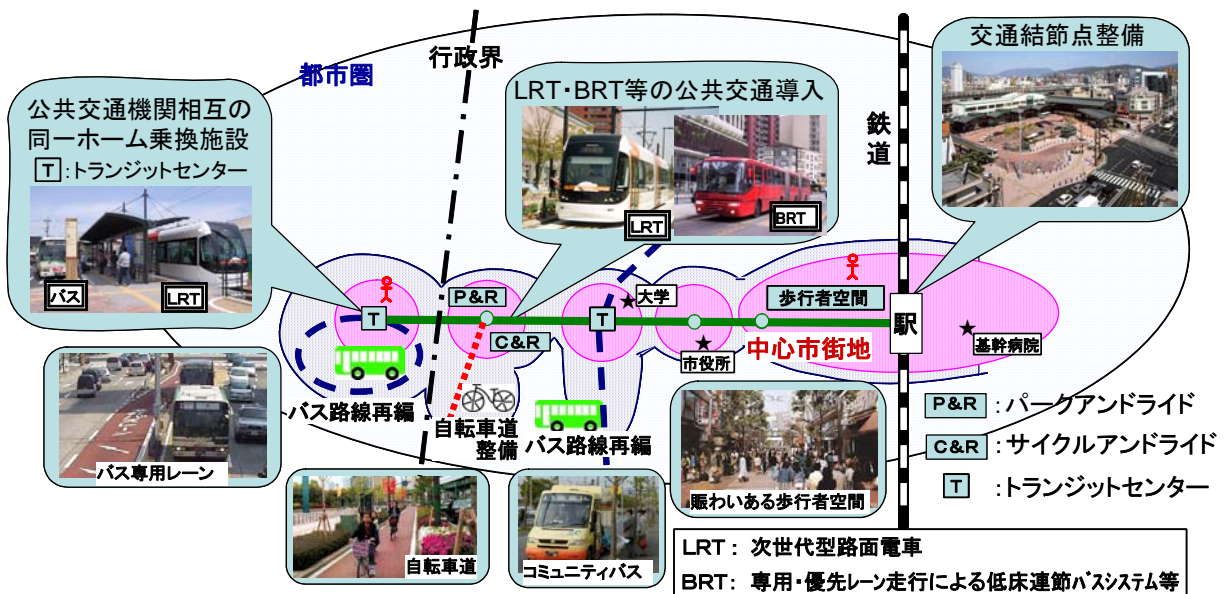 都市圏
行政界
公共交通機関相互の
同一ホーム乗換施設
T:トランジットセンター
バス
LRT
LRT・BRT等の公共交通導入
LRT
BRT
交通結節点整備
鉄道
P&R
C&R
T
T
大学
市役所
歩行者空間
中心市街地
駅
基幹病院
バス路線再編
自転車道
整備
バス路線再編
バス専用レーン
自転車道
コミュニティバス
賑わいある歩行者空間
P&R:パークアンドライド
C&R:サイクルアンドライド
T:トランジットセンター
LRT: 次世代型路面電車
BRT: 専用・優先レーン走行による低床連節バスシステム等